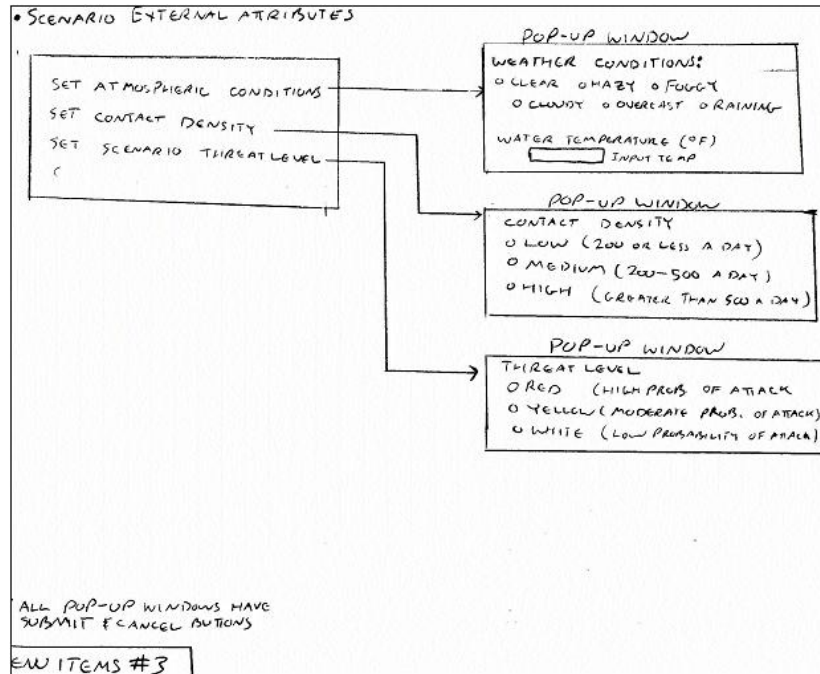 • SCENARIO EXTERNAL ATTRIBUTES
SET ATMOSPHERIC CONDITIONS
SET CONTACT DENSITY
SET SCENARIO THREAT LEVEL
(
POP-UP WINDOW
WEATHER CONDITIONS:
O CLEAR O HAZY O FOGGY
O CLOUDY O OVERCAST O RAINING
WATER TEMPERATURE (°F)
INPUT TEMP
POP-UP WINDOW
CONTACT DENSITY
O LOW (200 OR LESS A DAY)
O MEDIUM (200-500 A DAY)
O HIGH (GREATER THAN 500 A DAY)
POP-UP WINDOW
THREAT LEVEL
O RED (HIGH PROB OF ATTACK
O YELLOW (MODERATE PROB. OF ATTACK)
O WHITE (LOW PROBABILITY OF ATTACK)
ALL POP-UP WINDOWS HAVE
SUBMIT & CANCEL BUTTONS
ENU ITEMS #3